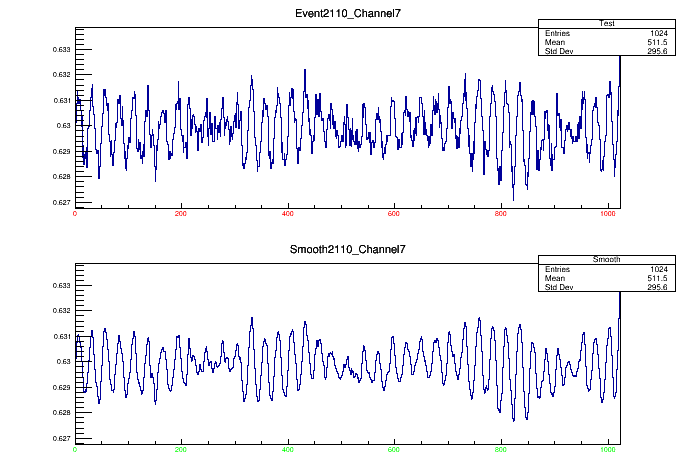 Event2110_Channel7
Test
Entries 1024
Mean 511.5
Std Dev 295.6
0.633
0.632
0.631
0.63
0.629
0.628
0.627
0 200 400 600 800 1000
Smooth2110_Channel7
Smooth
Entries 1024
Mean 511.5
Std Dev 295.6
0.633
0.632
0.631
0.63
0.629
0.628
0.627
0 200 400 600 800 1000